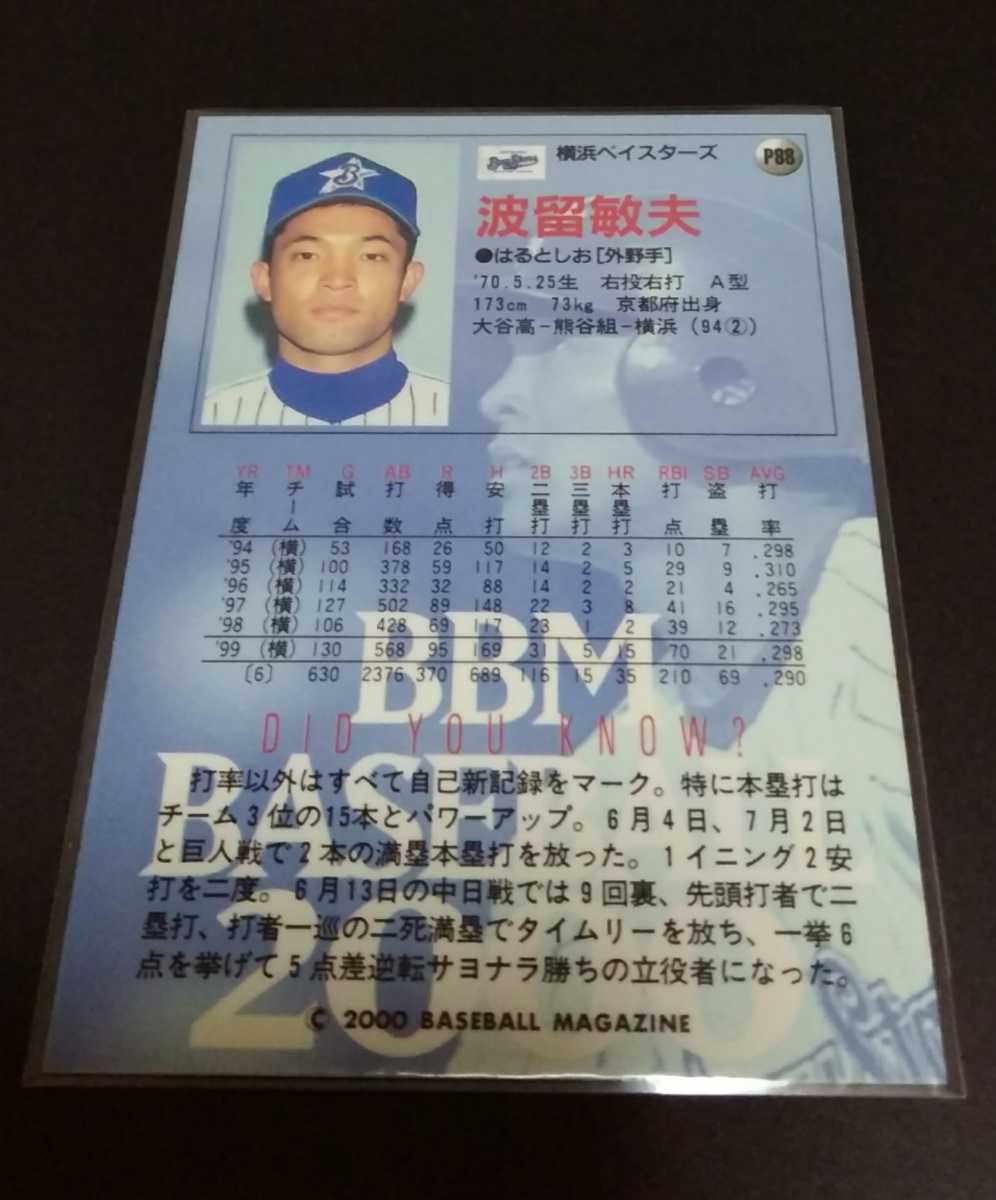 横浜ベイスターズ
P88
波留敏夫
●はるとしお[外野手]
'70.5.25生 右投右打 A型
173cm 73kg 京都府出身
大谷高-熊谷組-横浜(94②)
YR TM G AB R H 2B 3B HR RBI SB AVG
年度 チーム 試合 打数 得点 安打 二塁打 三塁打 本塁打 打点 盗塁 打率
'94 (横) 53 168 26 50 12 2 3 10 7 .298
'95 (横) 100 378 59 117 14 2 5 29 9 .310
'96 (横) 114 332 32 88 14 2 2 21 4 .265
'97 (横) 127 502 89 148 22 3 8 41 16 .295
'98 (横) 106 428 69 117 23 1 2 39 12 .273
'99 (横) 130 568 95 169 31 5 15 70 21 .298
〔6〕 630 2376 370 689 116 15 35 210 69 .290
BBM
DID YOU KNOW?
BASEBALL
2000
打率以外はすべて自己新記録をマーク。特に本塁打は
チーム3位の15本とパワーアップ。6月4日、7月2日
と巨人戦で2本の満塁本塁打を放った。1イニング2安
打を二度。6月13日の中日戦では9回裏、先頭打者で二
塁打、打者一巡の二死満塁でタイムリーを放ち、一挙6
点を挙げて5点差逆転サヨナラ勝ちの立役者になった。
© 2000 BASEBALL MAGAZINE